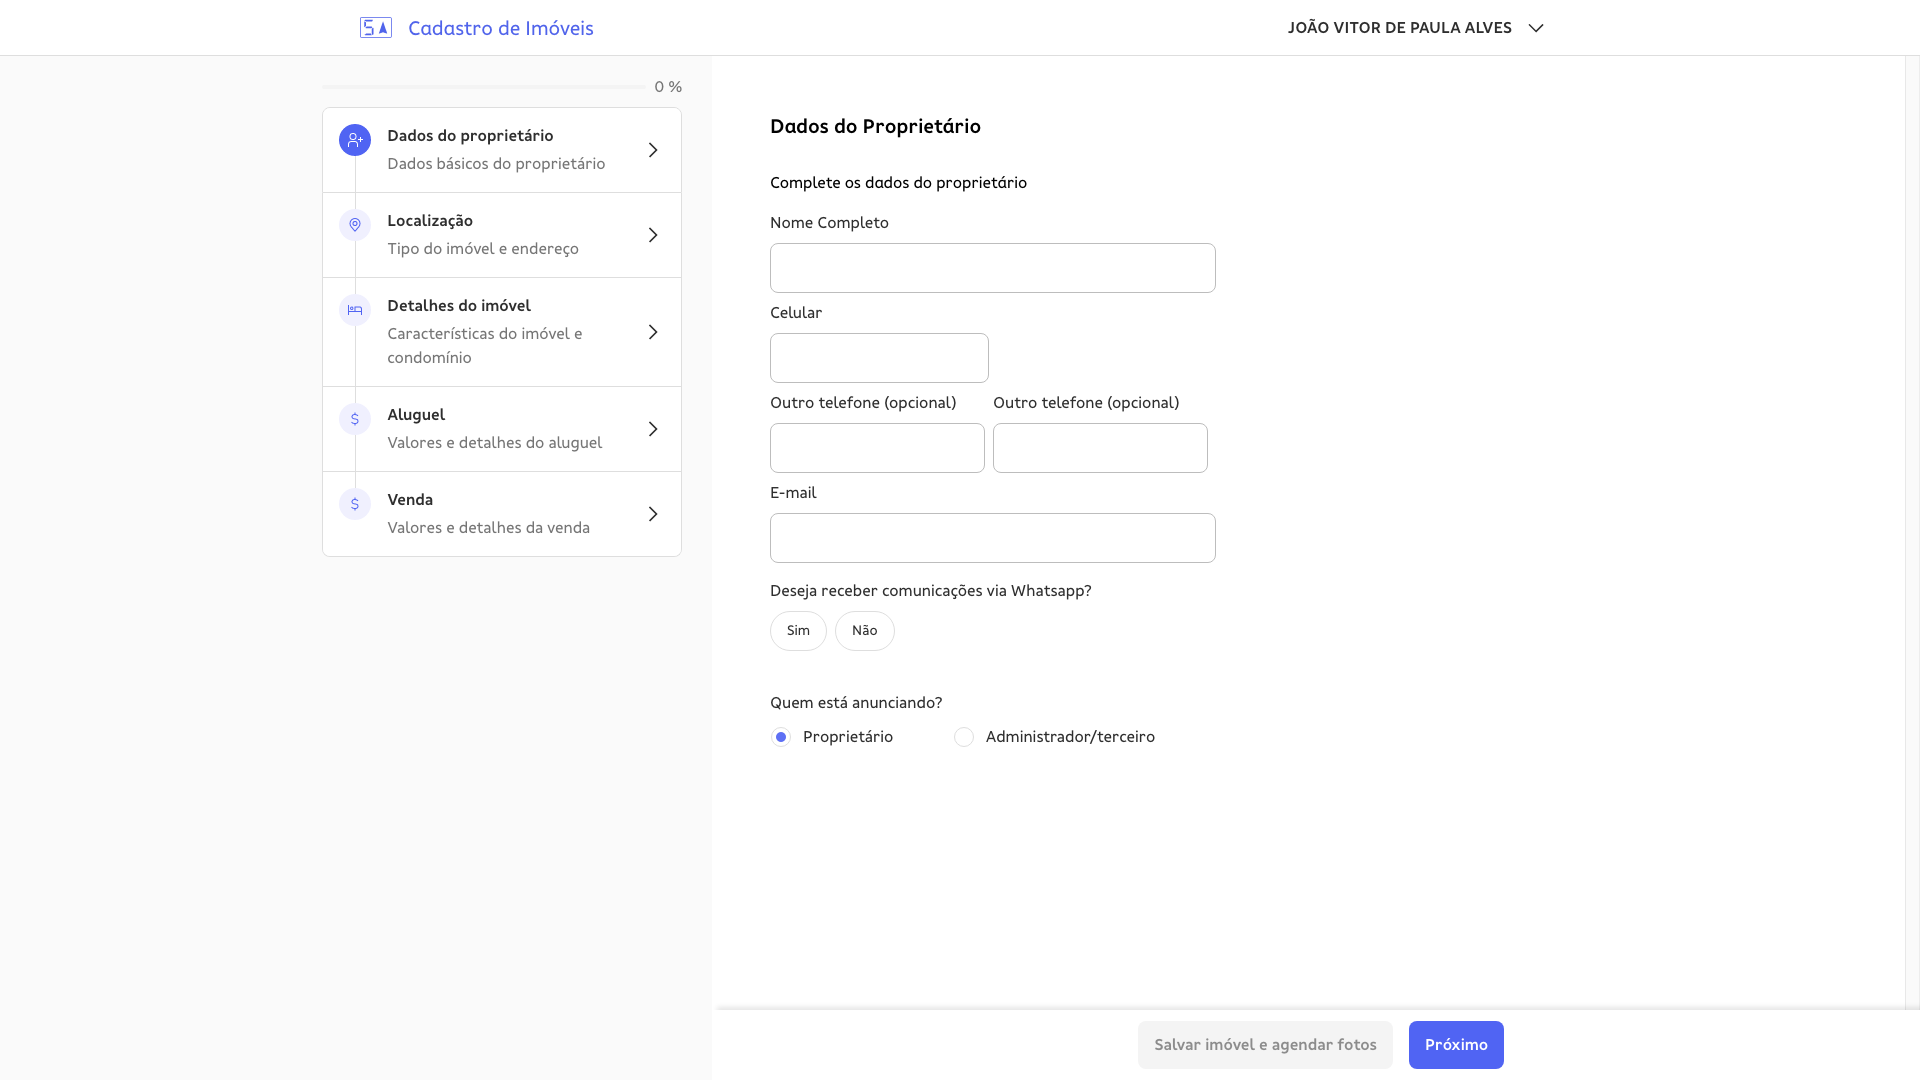 5A Cadastro de Imóveis
JOÃO VITOR DE PAULA ALVES
0 %
Dados do proprietário
Dados básicos do proprietário
Localização
Tipo do imóvel e endereço
Detalhes do imóvel
Características do imóvel e
condomínio
$
Aluguel
Valores e detalhes do aluguel
$
Venda
Valores e detalhes da venda
Dados do Proprietário
Complete os dados do proprietário
Nome Completo
Celular
Outro telefone (opcional) Outro telefone (opcional)
E-mail
Deseja receber comunicações via Whatsapp?
Sim Não
Quem está anunciando?
Proprietário Administrador/terceiro
Salvar imóvel e agendar fotos Próximo